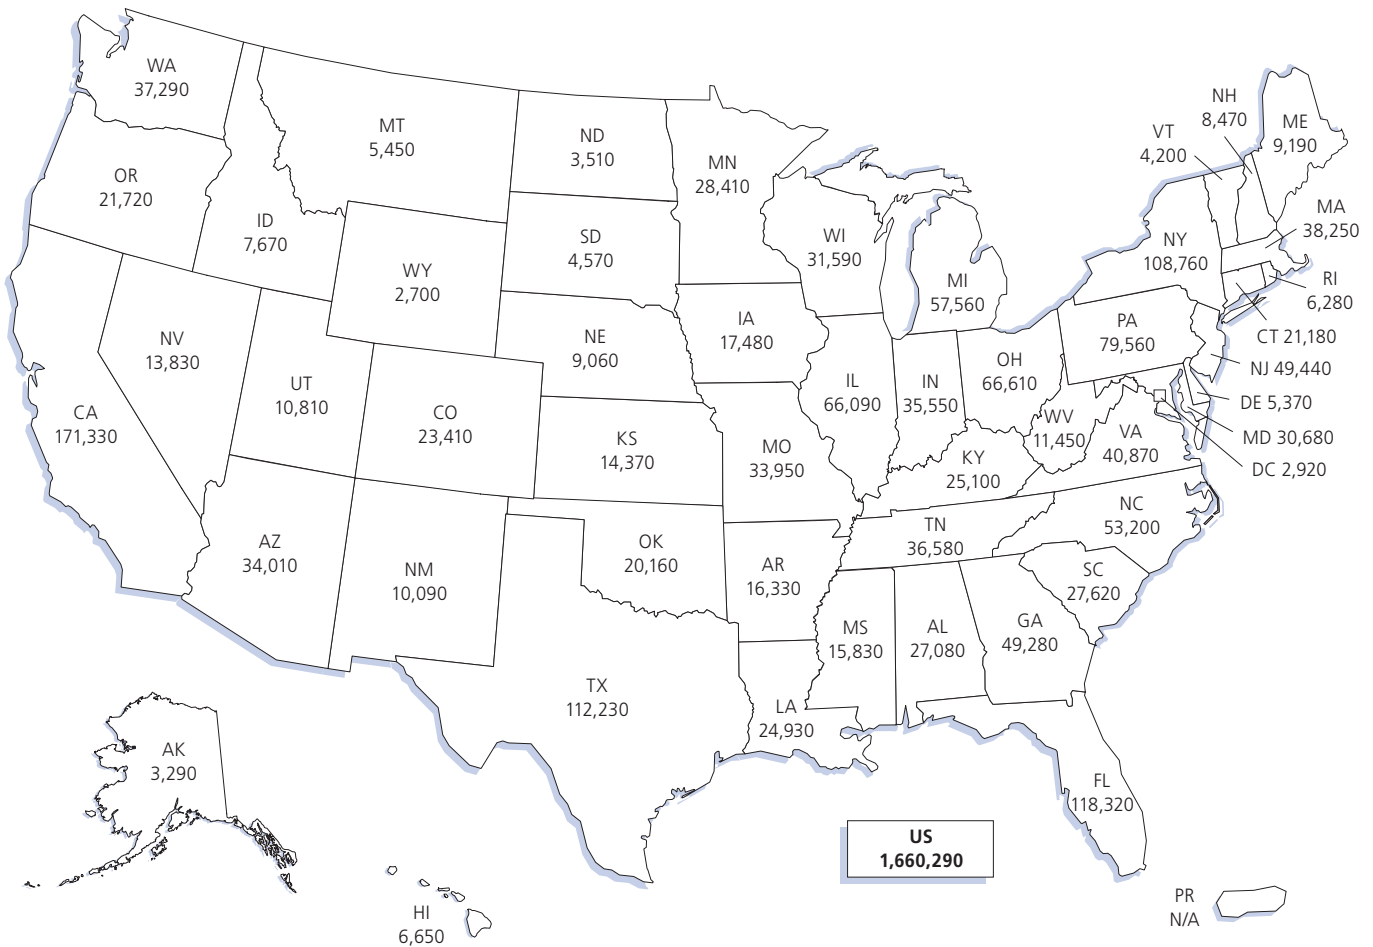 WA
37,290
MT
5,450
ND
3,510
MN
28,410
NH
8,470
VT
4,200
ME
9,190
OR
21,720
ID
7,670
WY
2,700
SD
4,570
WI
31,590
MI
57,560
NY
108,760
MA
38,250
RI
6,280
CT 21,180
NJ 49,440
DE 5,370
MD 30,680
DC 2,920
NV
13,830
UT
10,810
CO
23,410
NE
9,060
IA
17,480
IL
66,090
IN
35,550
OH
66,610
PA
79,560
CA
171,330
KS
14,370
MO
33,950
KY
25,100
WV
11,450
VA
40,870
AZ
34,010
NM
10,090
OK
20,160
AR
16,330
TN
36,580
NC
53,200
SC
27,620
MS
15,830
AL
27,080
GA
49,280
TX
112,230
LA
24,930
FL
118,320
AK
3,290
HI
6,650
US
1,660,290
PR
N/A